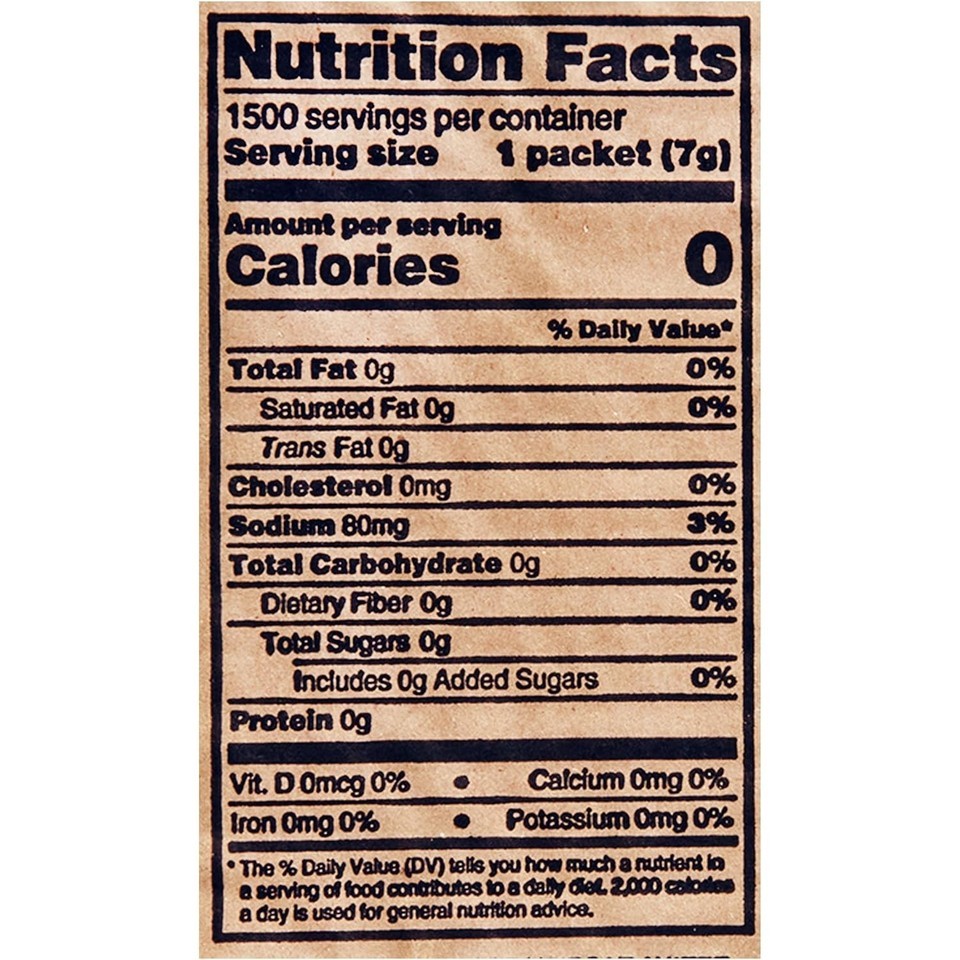 Nutrition Facts
1500 servings per container
Serving size 1 packet (7g)
Amount per serving
Calories 0
% Daily Value*
Total Fat 0g 0%
Saturated Fat 0g 0%
Trans Fat 0g
Cholesterol 0mg 0%
Sodium 80mg 3%
Total Carbohydrate 0g 0%
Dietary Fiber 0g 0%
Total Sugars 0g
Includes 0g Added Sugars 0%
Protein 0g
Vit. D 0mcg 0% • Calcium 0mg 0%
Iron 0mg 0% • Potassium 0mg 0%
* The % Daily Value (DV) tells you how much a nutrient in
a serving of food contributes to a daily diet. 2,000 calories
a day is used for general nutrition advice.